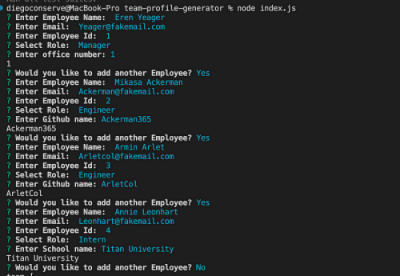 diegoconserve@MacBook-Pro team-profile-generator % node index.js
? Enter Employee Name: Eren Yeager
? Enter Email: Yeager@fakemail.com
? Enter Employee Id: 1
? Select Role: Manager
? Enter office number: 1
1
? Would you like to add another Employee? Yes
? Enter Employee Name: Mikasa Ackerman
? Enter Email: Ackerman@fakemail.com
? Enter Employee Id: 2
? Select Role: Engineer
? Enter Github name: Ackerman365
Ackerman365
? Would you like to add another Employee? Yes
? Enter Employee Name: Armin Arlet
? Enter Email: Arletcol@fakemail.com
? Enter Employee Id: 3
? Select Role: Engineer
? Enter Github name: ArletCol
ArletCol
? Would you like to add another Employee? Yes
? Enter Employee Name: Annie Leonhart
? Enter Email: Leonhart@fakemail.com
? Enter Employee Id: 4
? Select Role: Intern
? Enter School name: Titan University
Titan University
? Would you like to add another Employee? No